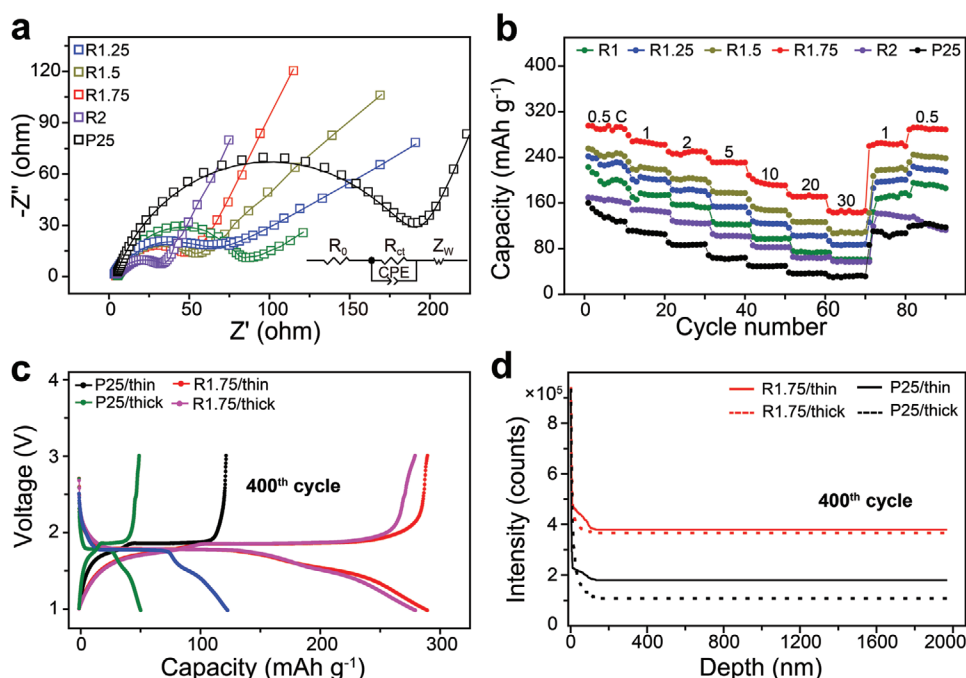 a
-Z'' (ohm)
120
90
60
30
0
R1.25
R1.5
R1.75
R2
P25
R0 Rct ZW
CPE
0 50 100 150 200
Z' (ohm)
b
Capacity (mAh g-1)
400
320
240
160
80
0
R1 R1.25 R1.5 R1.75 R2 P25
0.5 C 1 2 5 10 20 30 1 0.5
0 20 40 60 80
Cycle number
c
Voltage (V)
4
3
2
1
P25/thin R1.75/thin
P25/thick R1.75/thick
400th cycle
0 100 200 300
Capacity (mAh g-1)
d
Intensity (counts)
×10⁵
8
6
4
2
0
R1.75/thin P25/thin
R1.75/thick P25/thick
400th cycle
0 400 800 1200 1600 2000
Depth (nm)